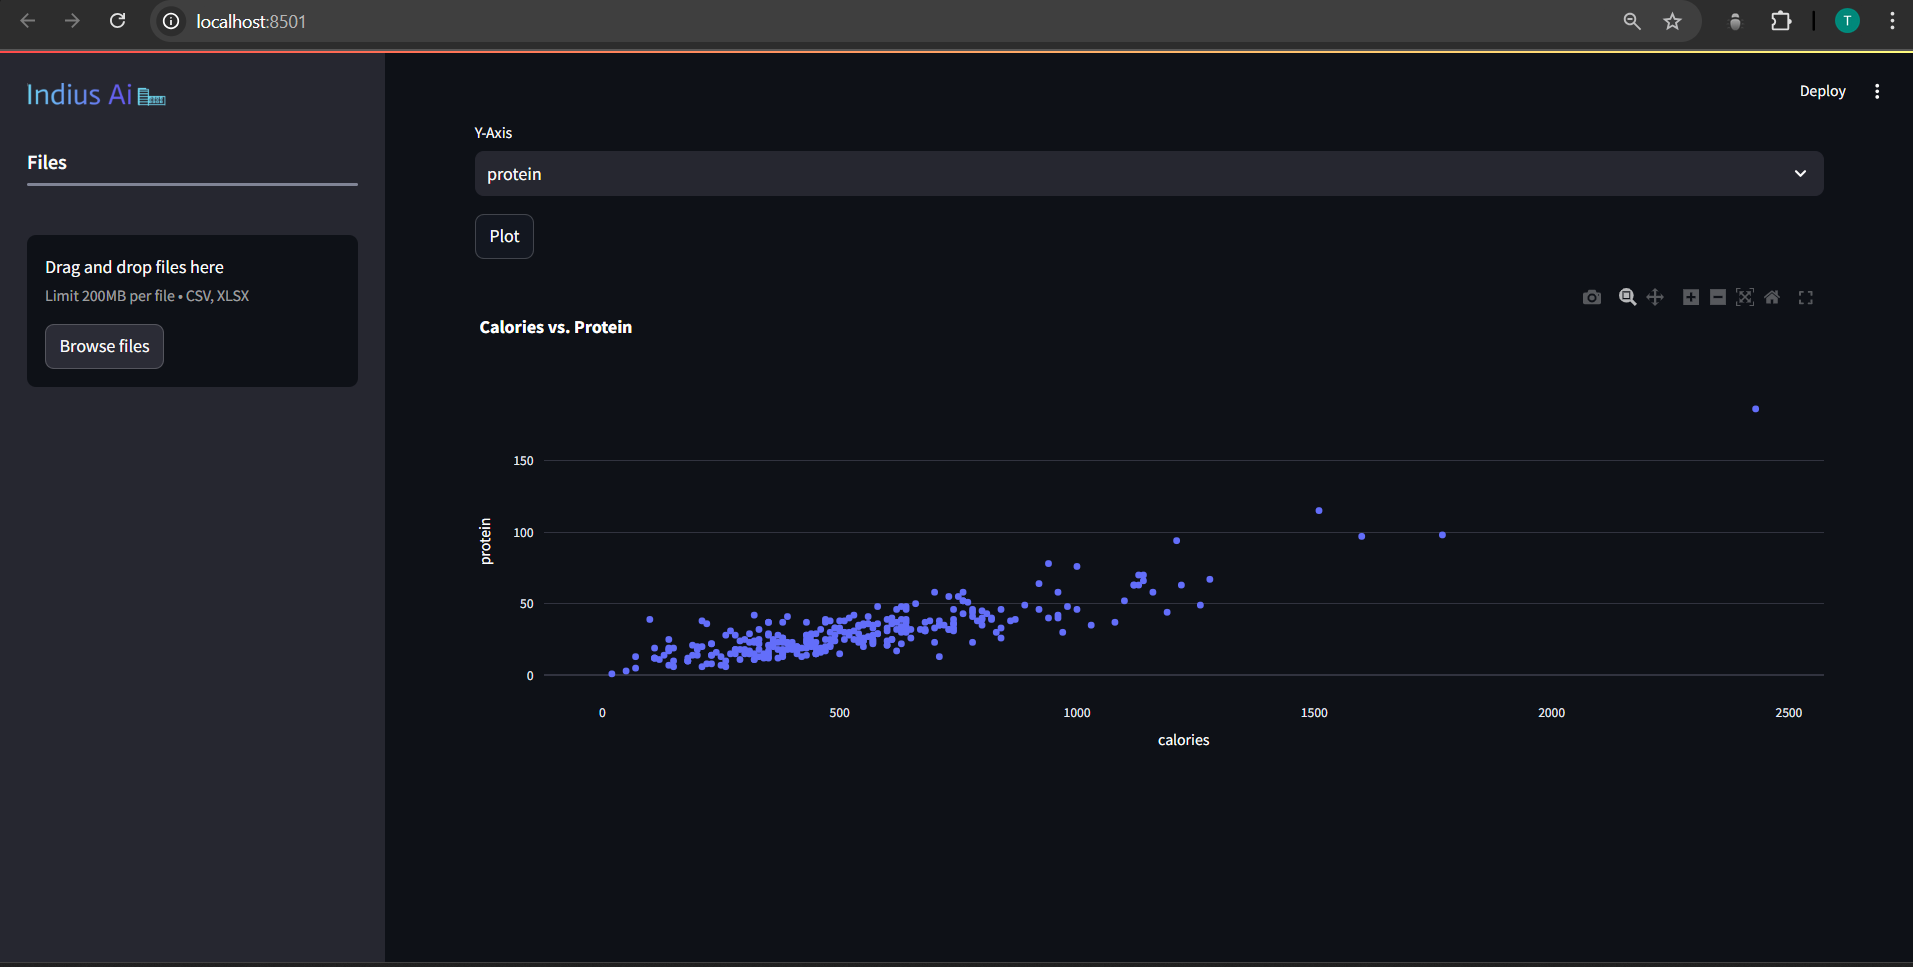 localhost:8501
T
Indius Ai
Files
Drag and drop files here
Limit 200MB per file • CSV, XLSX
Browse files
Deploy
Y-Axis
protein
Plot
Calories vs. Protein
150
100
50
0
protein
0 500 1000 1500 2000 2500
calories